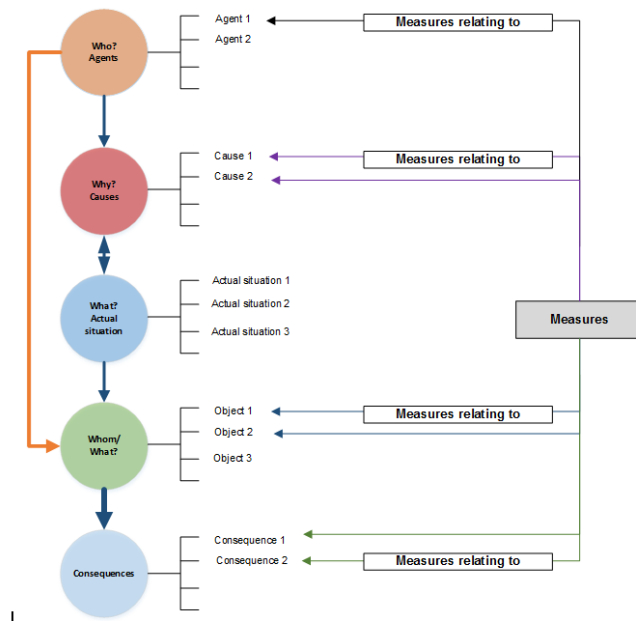 Agent 1
Measures relating to
Who?
Agents
Agent 2
Cause 1
Measures relating to
Why?
Causes
Cause 2
Actual situation 1
What?
Actual
situation
Actual situation 2
Actual situation 3
Measures
Object 1
Measures relating to
Whom/
What?
Object 2
Object 3
Consequence 1
Consequences
Consequence 2
Measures relating to